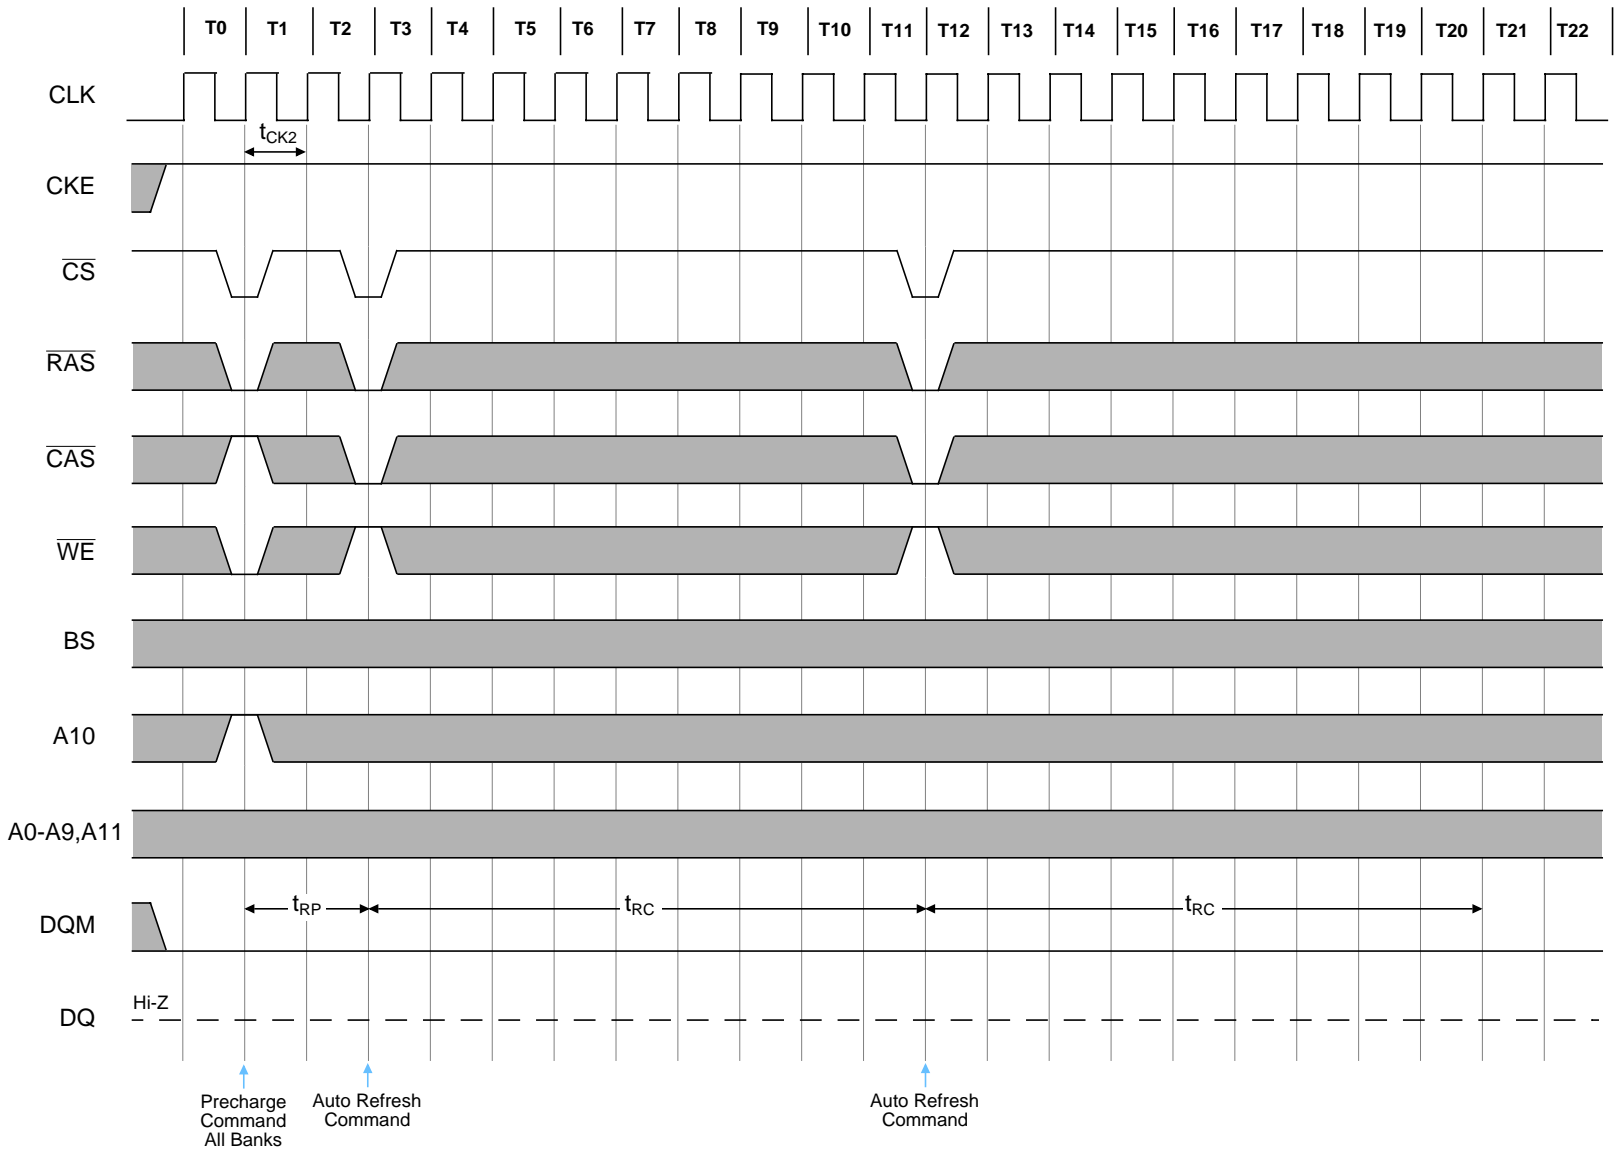 T0 T1 T2 T3 T4 T5 T6 T7 T8 T9 T10 T11 T12 T13 T14 T15 T16 T17 T18 T19 T20 T21 T22
CLK
tCK2
CKE
CS
RAS
CAS
WE
BS
A10
A0-A9,A11
tRP tRC tRC
DQM
Hi-Z
DQ
Precharge
Command
All Banks
Auto Refresh
Command
Auto Refresh
Command